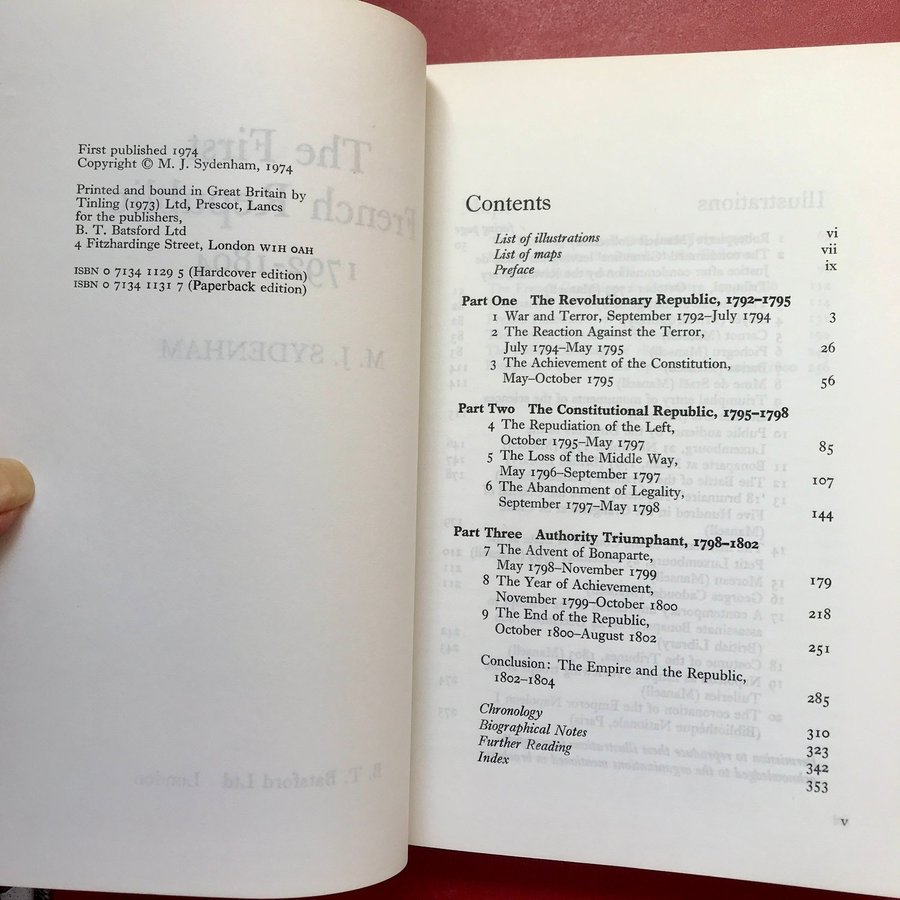 First published 1974
Copyright © M. J. Sydenham, 1974
Printed and bound in Great Britain by
Tinling (1973) Ltd, Prescot, Lancs
for the publishers,
B. T. Batsford Ltd
4 Fitzhardinge Street, London W1H 0AH
ISBN 0 7134 1129 5 (Hardcover edition)
ISBN 0 7134 1131 7 (Paperback edition)
Contents
List of illustrations vi
List of maps vii
Preface ix
Part One The Revolutionary Republic, 1792–1795
1 War and Terror, September 1792–July 1794 3
2 The Reaction Against the Terror,
July 1794–May 1795 26
3 The Achievement of the Constitution,
May–October 1795 56
Part Two The Constitutional Republic, 1795–1798
4 The Repudiation of the Left,
October 1795–May 1797 85
5 The Loss of the Middle Way,
May 1796–September 1797 107
6 The Abandonment of Legality,
September 1797–May 1798 144
Part Three Authority Triumphant, 1798–1802
7 The Advent of Bonaparte,
May 1798–November 1799 179
8 The Year of Achievement,
November 1799–October 1800 218
9 The End of the Republic,
October 1800–August 1802 251
Conclusion: The Empire and the Republic,
1802–1804 285
Chronology 310
Biographical Notes 323
Further Reading 342
Index 353
v